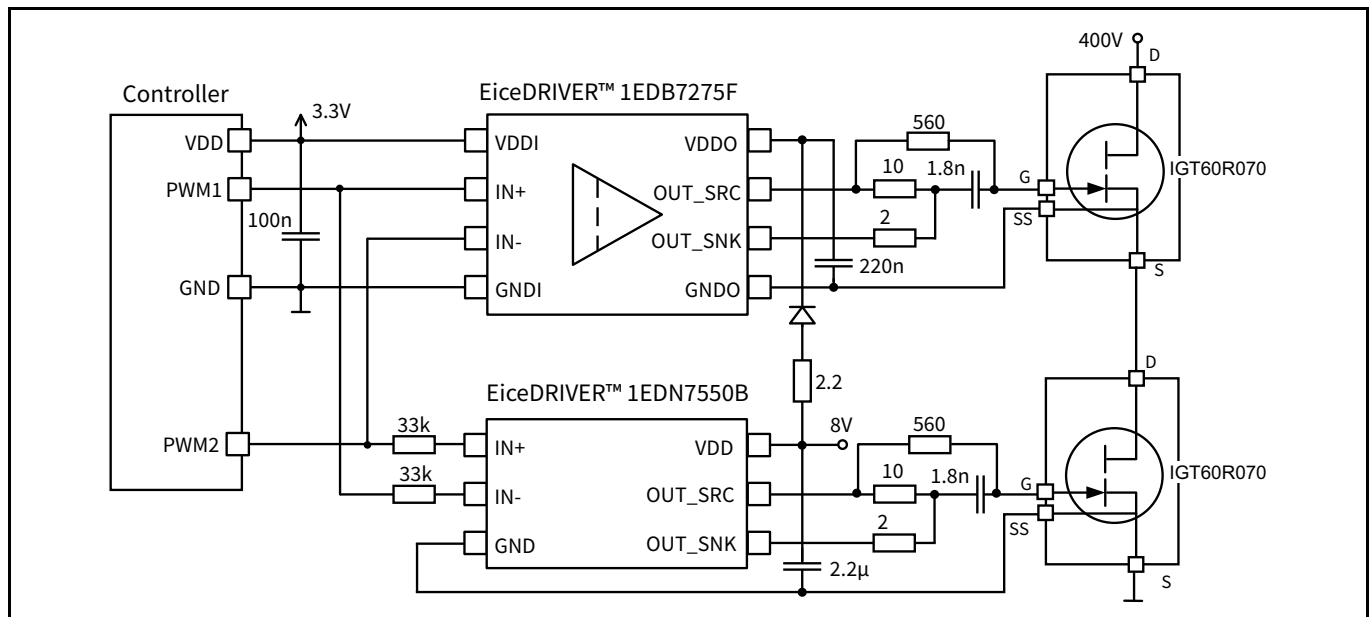 Controller
VDD
PWM1
GND
PWM2
3.3V
100n
EiceDRIVER™ 1EDB7275F
VDDI
IN+
IN-
GNDI
VDDO
OUT_SRC
OUT_SNK
GNDO
560
10
1.8n
2
220n
2.2
400V
D
G
SS
S
IGT60R070
33k
33k
EiceDRIVER™ 1EDN7550B
IN+
IN-
GND
VDD
OUT_SRC
OUT_SNK
8V
560
10
1.8n
2
2.2µ
D
G
SS
S
IGT60R070